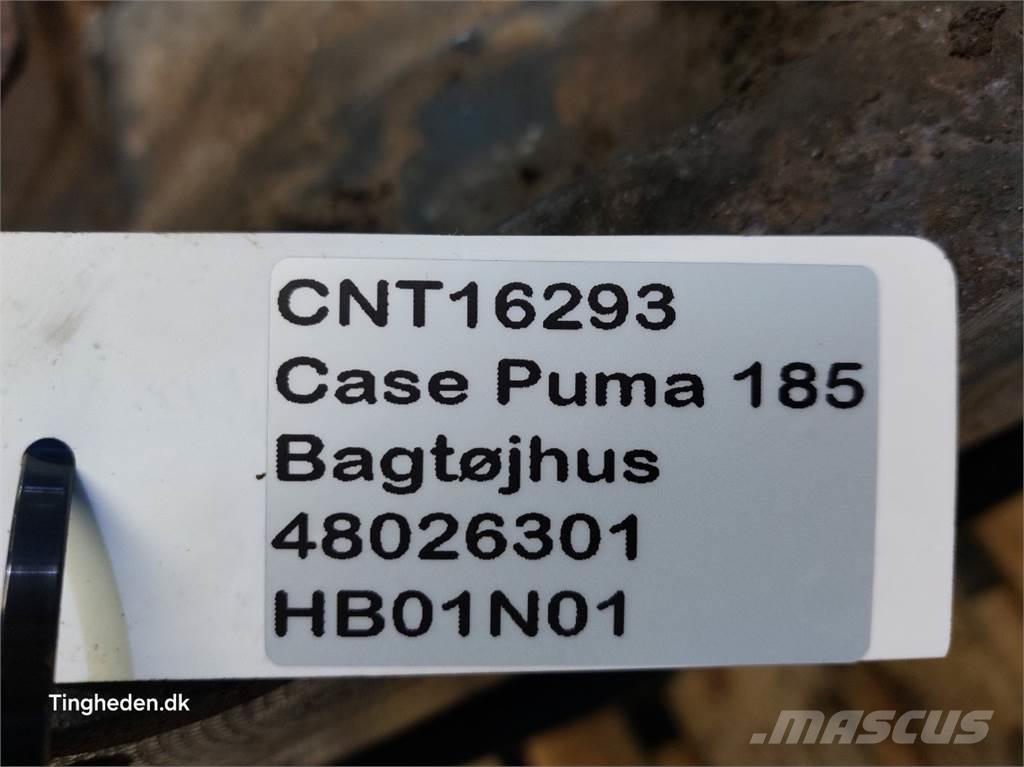 CNT16293
Case Puma 185
Bagtøjhus
48026301
HB01N01
Tingheden.dk
MASCUS